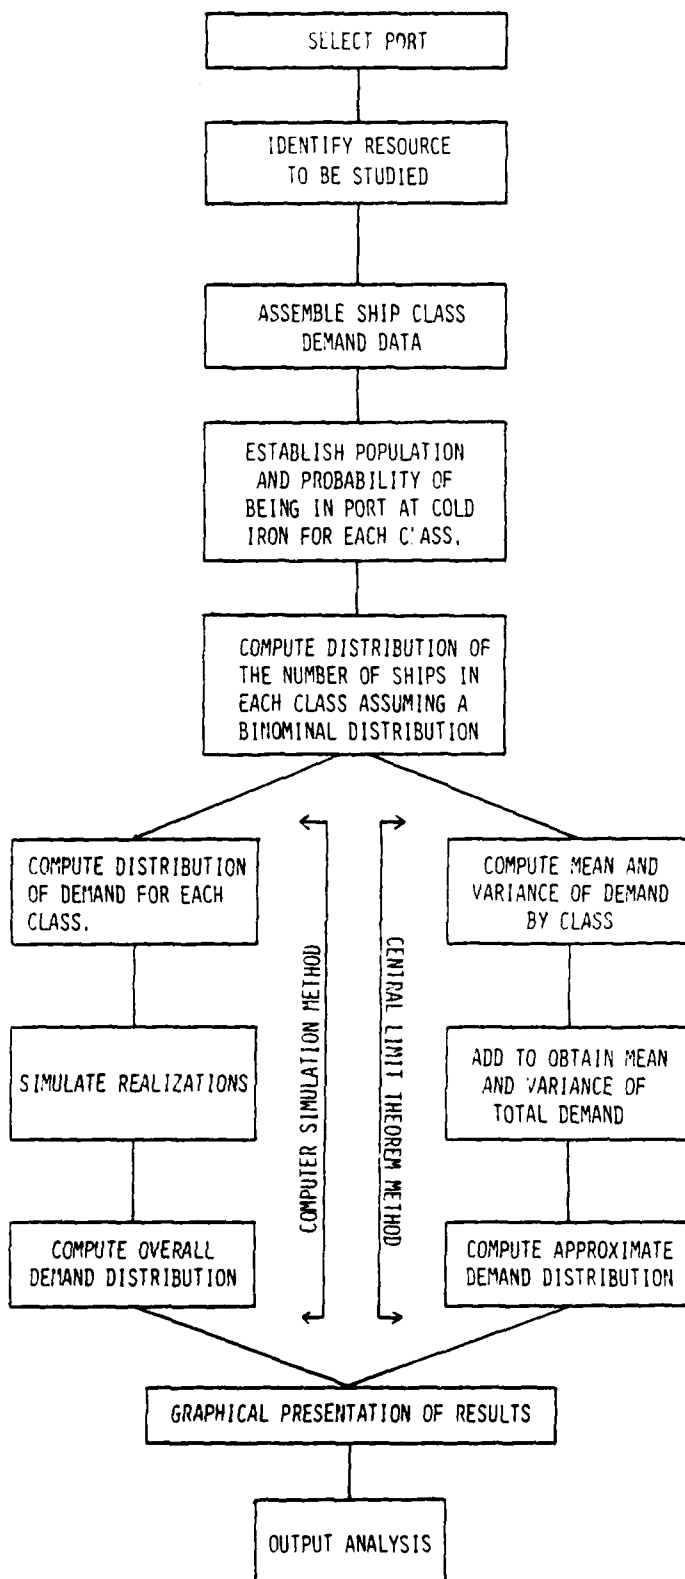 SELECT PORT
IDENTIFY RESOURCE
TO BE STUDIED
ASSEMBLE SHIP CLASS
DEMAND DATA
ESTABLISH POPULATION
AND PROBABILITY OF
BEING IN PORT AT COLD
IRON FOR EACH CLASS.
COMPUTE DISTRIBUTION OF
THE NUMBER OF SHIPS IN
EACH CLASS ASSUMING A
BINOMINAL DISTRIBUTION
COMPUTE DISTRIBUTION
OF DEMAND FOR EACH
CLASS.
SIMULATE REALIZATIONS
COMPUTE OVERALL
DEMAND DISTRIBUTION
COMPUTER SIMULATION METHOD
CENTRAL LIMIT THEOREM METHOD
COMPUTE MEAN AND
VARIANCE OF DEMAND
BY CLASS
ADD TO OBTAIN MEAN
AND VARIANCE OF
TOTAL DEMAND
COMPUTE APPROXIMATE
DEMAND DISTRIBUTION
GRAPHICAL PRESENTATION OF RESULTS
OUTPUT ANALYSIS